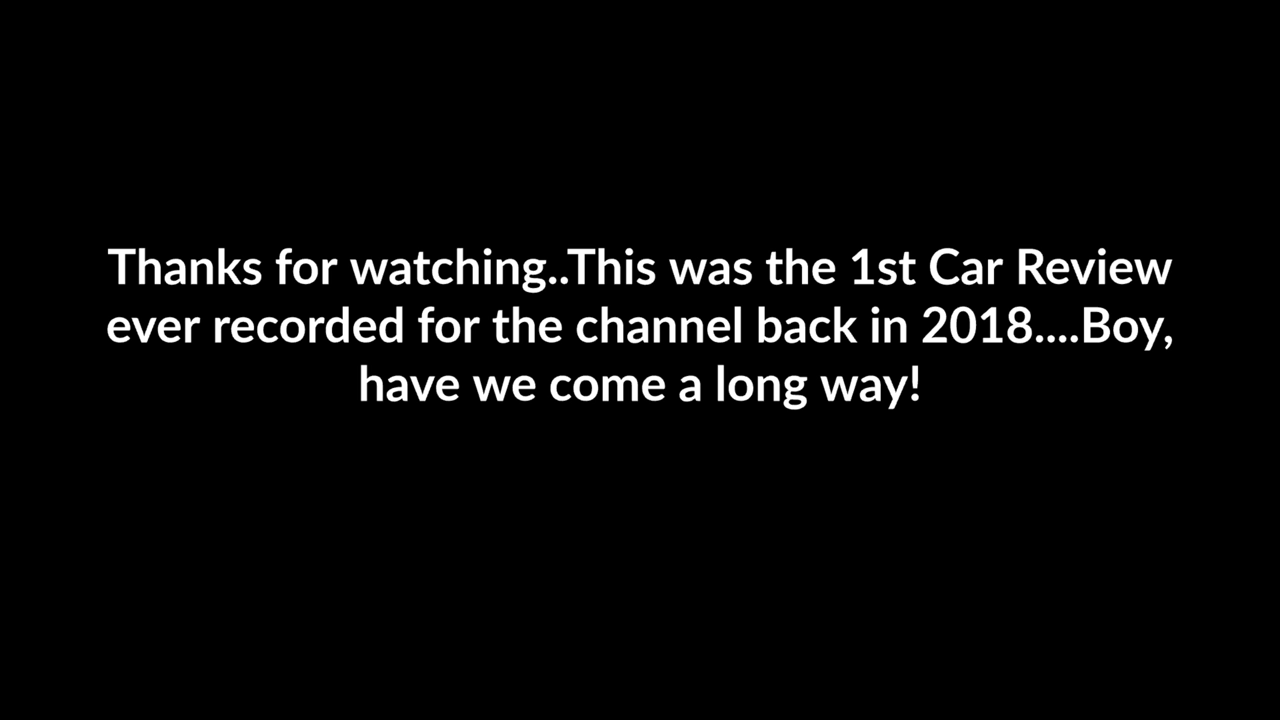 Thanks for watching..This was the 1st Car Review
ever recorded for the channel back in 2018....Boy,
have we come a long way!